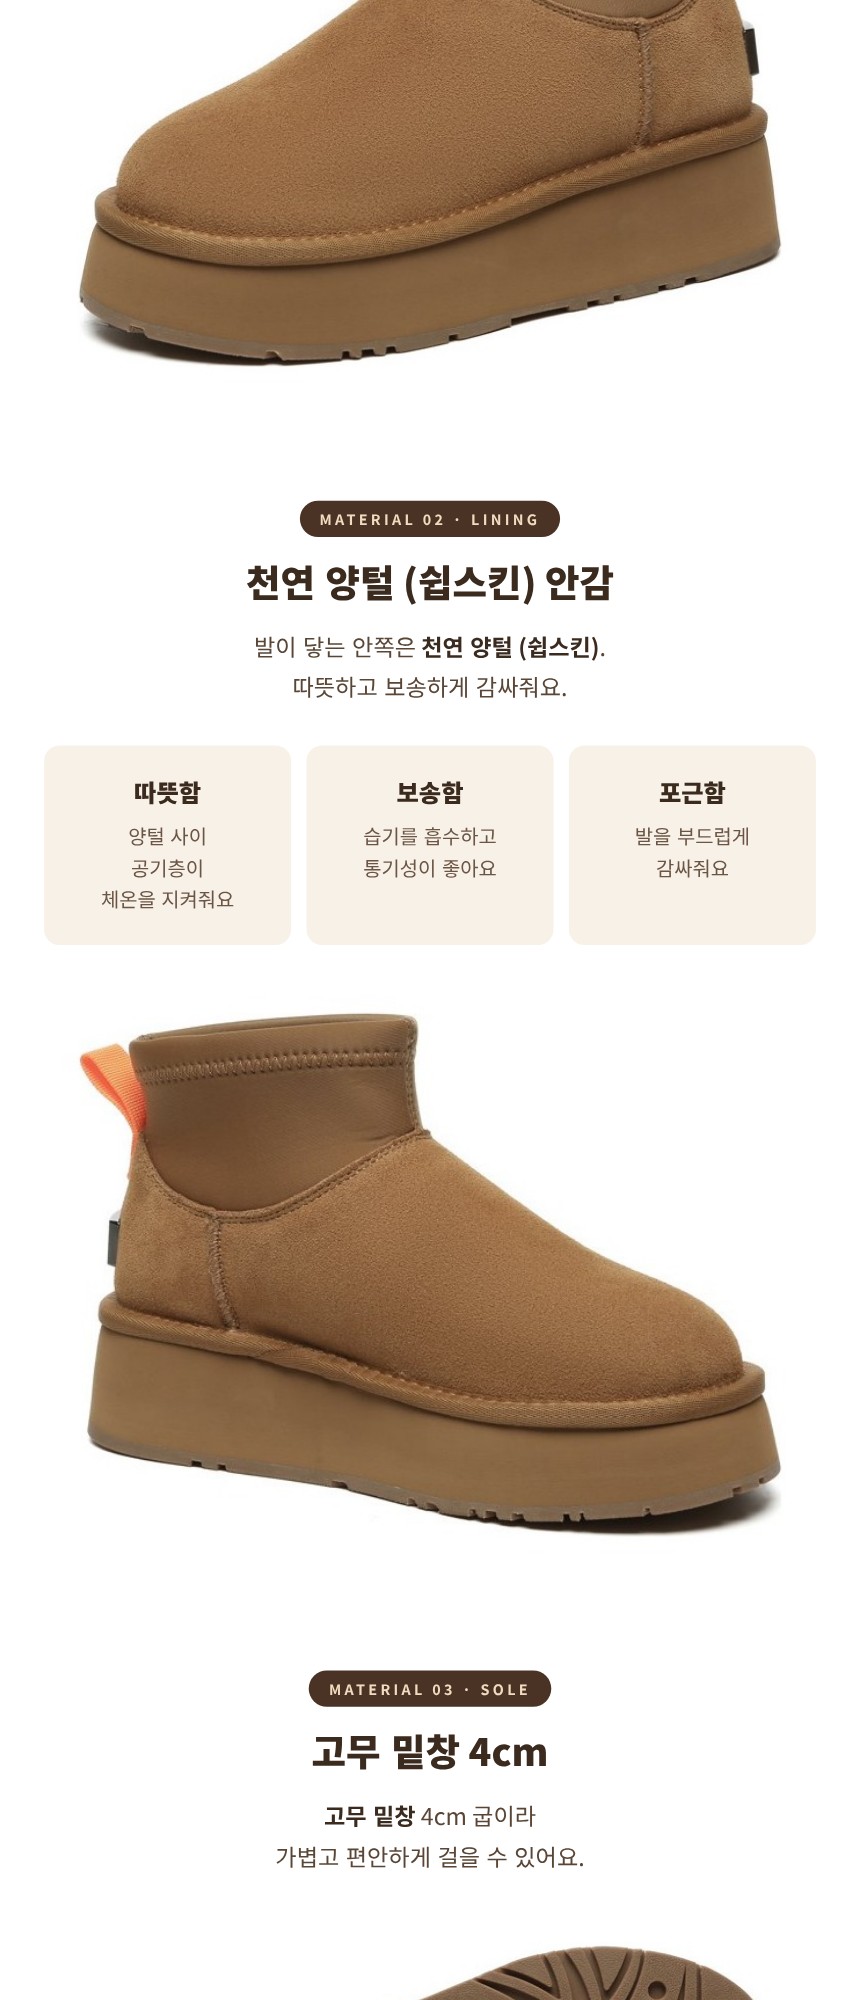 MATERIAL 02 · LINING
천연 양털 (쉽스킨) 안감
발이 닿는 안쪽은 천연 양털 (쉽스킨).
따뜻하고 보송하게 감싸줘요.
따뜻함
양털 사이
공기층이
체온을 지켜줘요
보송함
습기를 흡수하고
통기성이 좋아요
포근함
발을 부드럽게
감싸줘요
MATERIAL 03 · SOLE
고무 밑창 4cm
고무 밑창 4cm 굽이라
가볍고 편안하게 걸을 수 있어요.